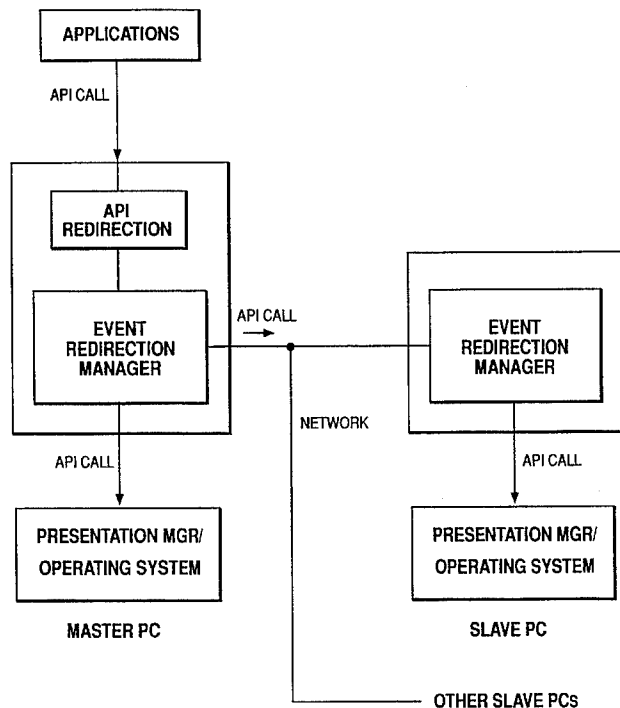 APPLICATIONS
API CALL
API
REDIRECTION
EVENT
REDIRECTION
MANAGER
API CALL
EVENT
REDIRECTION
MANAGER
NETWORK
API CALL
API CALL
PRESENTATION MGR/
OPERATING SYSTEM
PRESENTATION MGR/
OPERATING SYSTEM
MASTER PC
SLAVE PC
OTHER SLAVE PCs